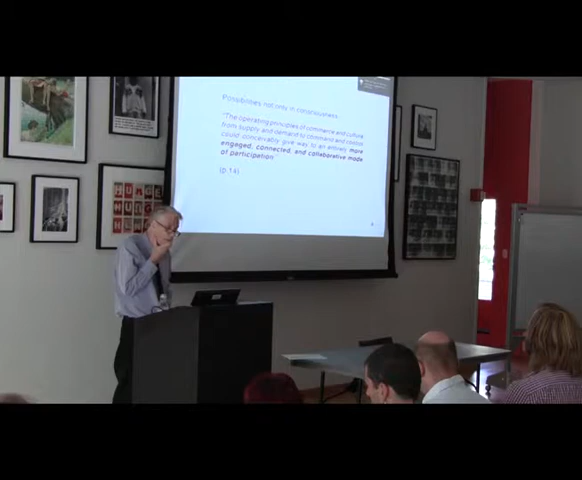 Possibilities not only in consciousness
"The operating principles of commerce and culture
from supply and demand to command and control
could conceivably give way to an entirely more
engaged, connected, and collaborative mode
of participation"
(p.14)